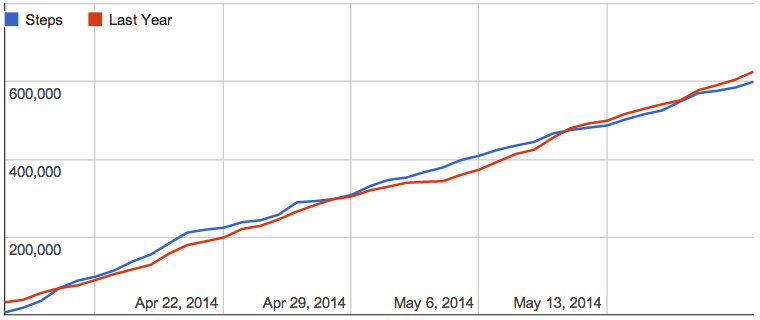 Steps Last Year
600,000
400,000
200,000
Apr 22, 2014 Apr 29, 2014 May 6, 2014 May 13, 2014